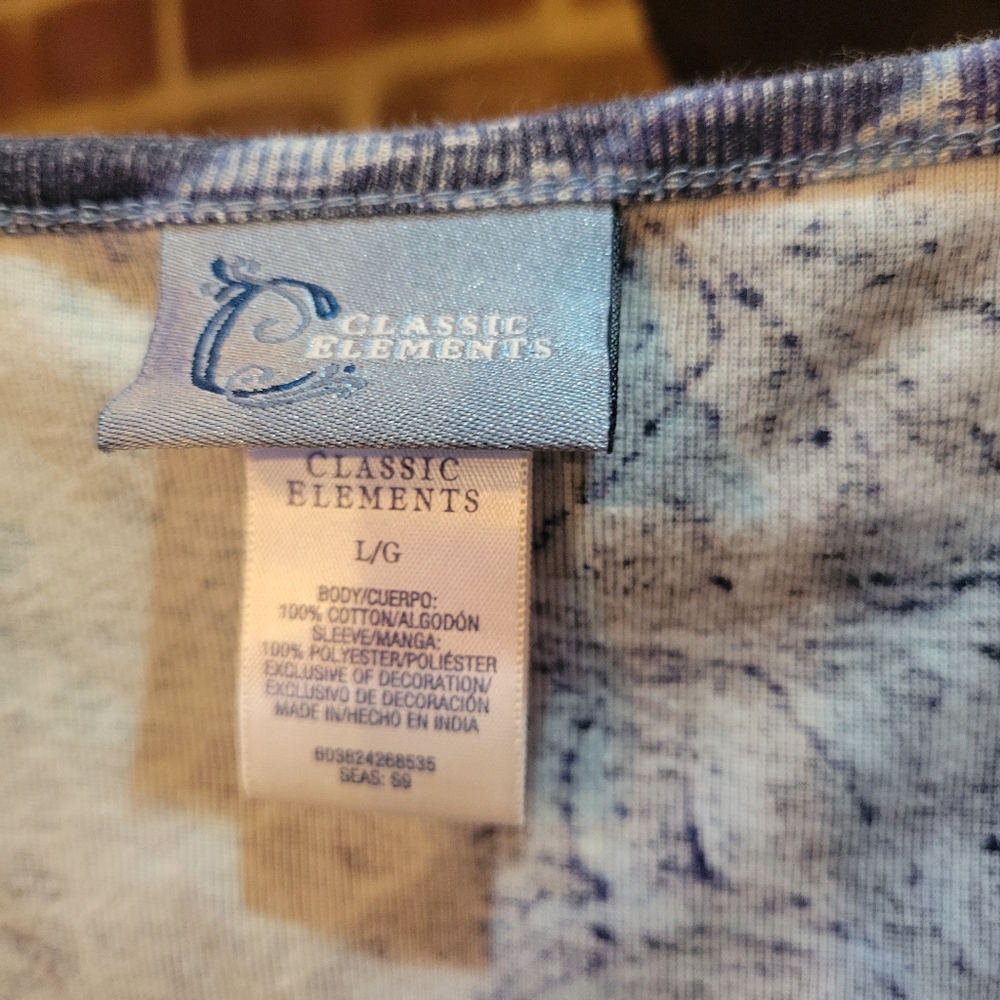 CLASSIC
ELEMENTS
CLASSIC
ELEMENTS
L/G
BODY/CUERPO:
100% COTTON/ALGODÓN
SLEEVE/MANGA:
100% POLYESTER/POLIÉSTER
EXCLUSIVE OF DECORATION/
EXCLUSIVO DE DECORACIÓN
MADE IN/HECHO EN INDIA
603824268535
SEAS: S9